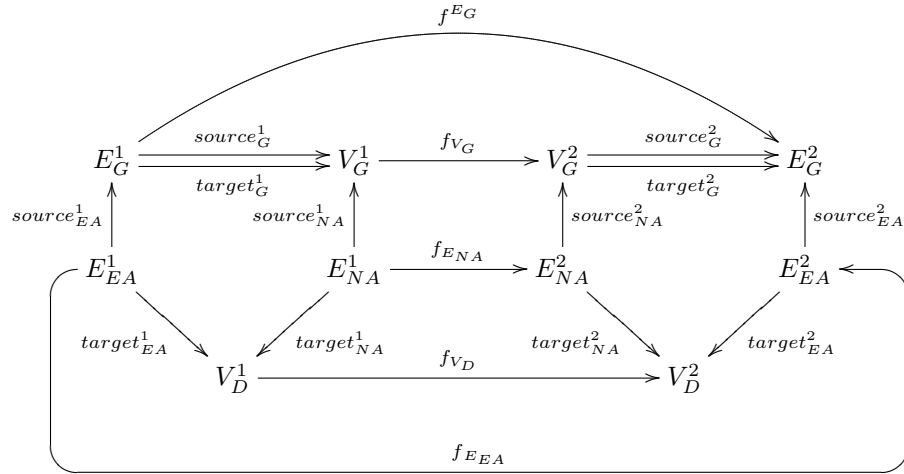 f^{E_G}
source^1_G f_{V_G} source^2_G
E^1_G V^1_G V^2_G E^2_G
target^1_G target^2_G
source^1_{EA} source^1_{NA} source^2_{NA} source^2_{EA}
E^1_{EA} E^1_{NA} f_{E_{NA}} E^2_{NA} E^2_{EA}
target^1_{EA} target^1_{NA} target^2_{NA} target^2_{EA}
V^1_D f_{V_D} V^2_D
f_{E_{EA}}